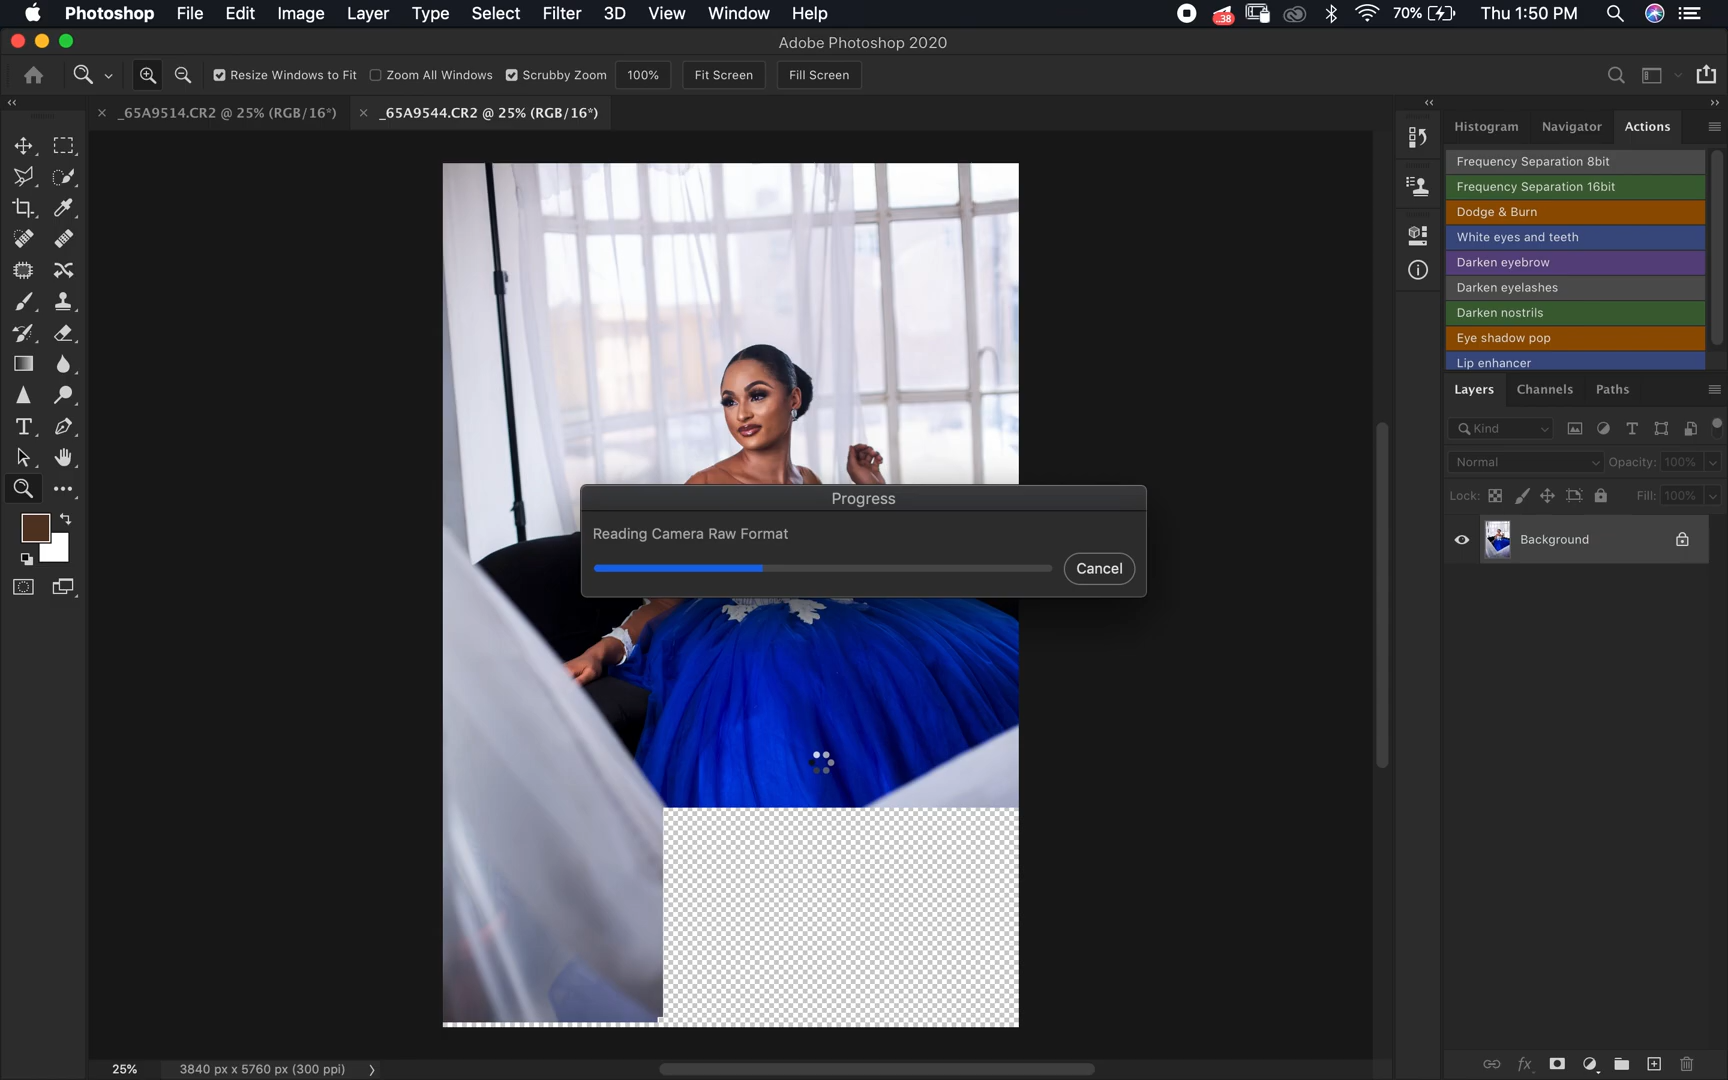 Photoshop File Edit Image Layer Type Select Filter 3D View Window Help .38 70% Thu 1:50 PM
Adobe Photoshop 2020
Resize Windows to Fit Zoom All Windows Scrubby Zoom 100% Fit Screen Fill Screen
_65A9514.CR2 @ 25% (RGB/16*) _65A9544.CR2 @ 25% (RGB/16*)
Histogram Navigator Actions
Frequency Separation 8bit
Frequency Separation 16bit
Dodge & Burn
White eyes and teeth
Darken eyebrow
Darken eyelashes
Darken nostrils
Eye shadow pop
Lip enhancer
Layers Channels Paths
Kind
Normal Opacity: 100%
Lock: Fill: 100%
Background
Progress
Reading Camera Raw Format
Cancel
25% 3840 px x 5760 px (300 ppi)